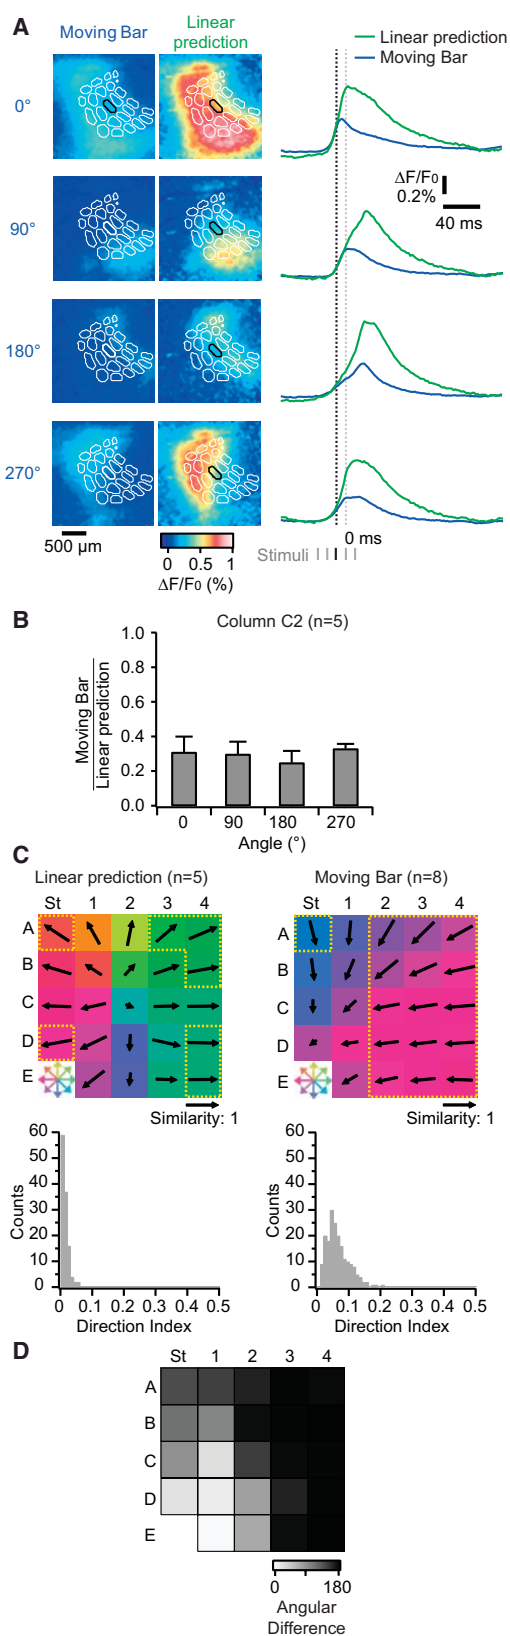 A
Moving Bar
Linear
prediction
Linear prediction
Moving Bar
0°
ΔF/F0
0.2%
40 ms
90°
180°
270°
500 µm
0 0.5 1
ΔF/F0 (%)
0 ms
Stimuli
B
Column C2 (n=5)
Moving Bar
Linear prediction
1.0
0.8
0.6
0.4
0.2
0.0
0 90 180 270
Angle (°)
C
Linear prediction (n=5)
Moving Bar (n=8)
St 1 2 3 4
St 1 2 3 4
A
B
C
D
E
A
B
C
D
E
Similarity: 1
Similarity: 1
Counts
60
50
40
30
20
10
0
0 0.1 0.2 0.3 0.4 0.5
Direction Index
Counts
60
50
40
30
20
10
0
0 0.1 0.2 0.3 0.4 0.5
Direction Index
D
St 1 2 3 4
A
B
C
D
E
0 180
Angular
Difference